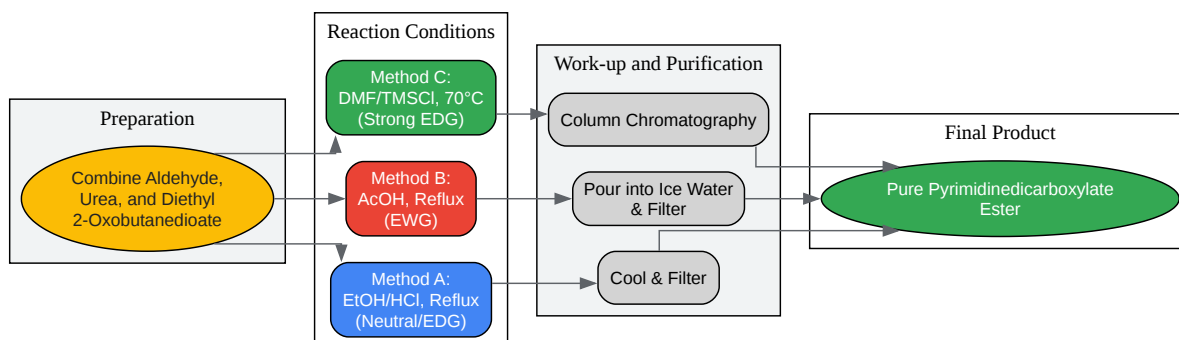 Preparation
Combine Aldehyde,
Urea, and Diethyl
2-Oxobutanedioate
Reaction Conditions
Method C:
DMF/TMSCl, 70°C
(Strong EDG)
Method B:
AcOH, Reflux
(EWG)
Method A:
EtOH/HCl, Reflux
(Neutral/EDG)
Work-up and Purification
Column Chromatography
Pour into Ice Water
& Filter
Cool & Filter
Final Product
Pure Pyrimidinedicarboxylate
Ester